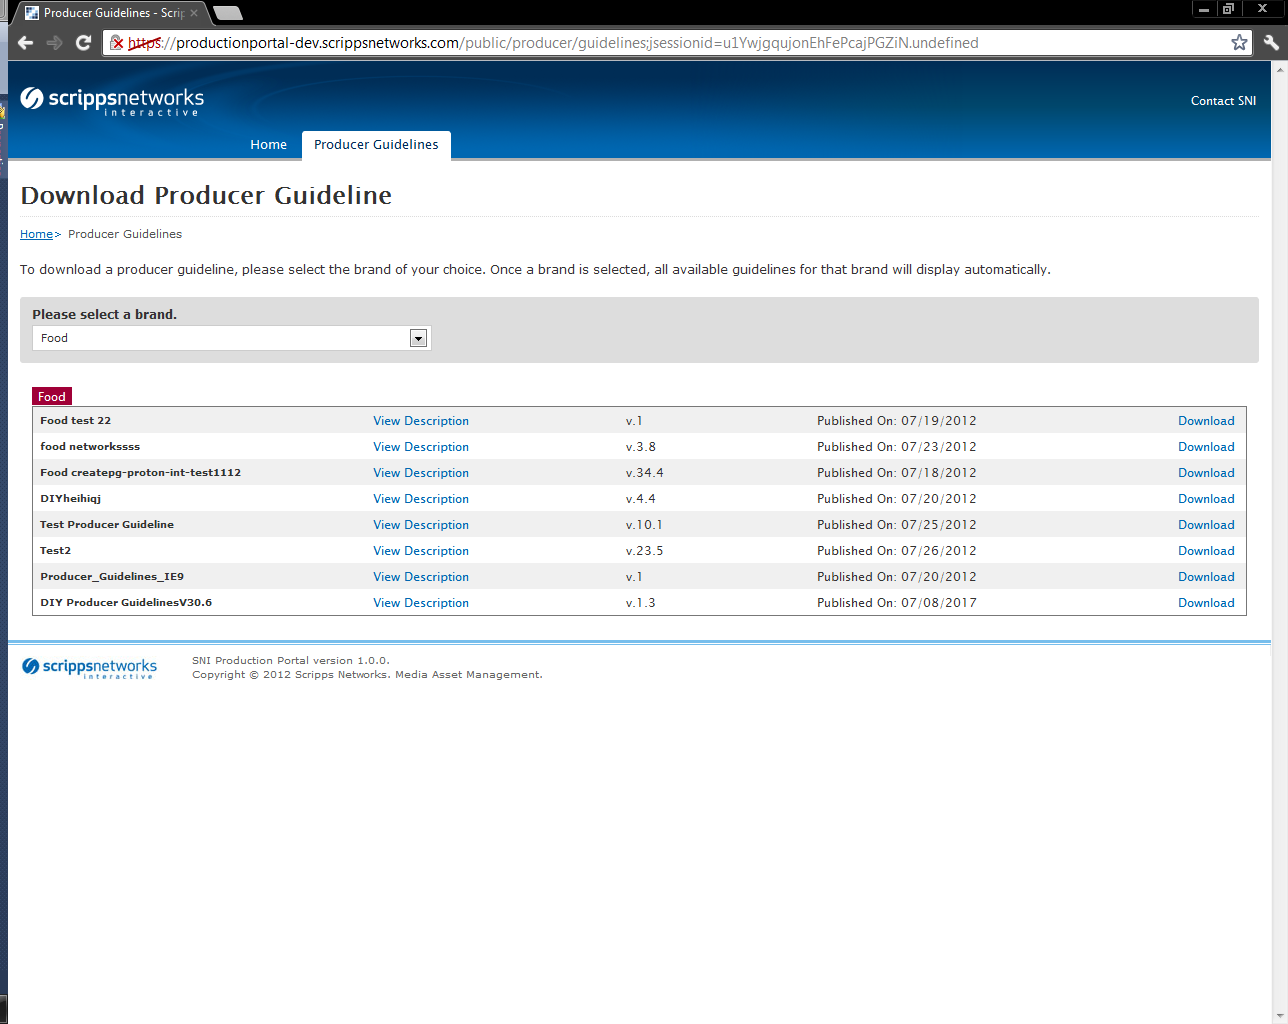 Producer Guidelines - Scrip
https://productionportal-dev.scrippsnetworks.com/public/producer/guidelines;jsessionid=u1YwjgqujonEhFePcajPGZiN.undefined
scrippsnetworks
interactive
Contact SNI
Home Producer Guidelines
Download Producer Guideline
Home> Producer Guidelines
To download a producer guideline, please select the brand of your choice. Once a brand is selected, all available guidelines for that brand will display automatically.
Please select a brand.
Food
Food
Food test 22 View Description v.1 Published On: 07/19/2012 Download
food networkssss View Description v.3.8 Published On: 07/23/2012 Download
Food createpg-proton-int-test1112 View Description v.34.4 Published On: 07/18/2012 Download
DIYheihiqj View Description v.4.4 Published On: 07/20/2012 Download
Test Producer Guideline View Description v.10.1 Published On: 07/25/2012 Download
Test2 View Description v.23.5 Published On: 07/26/2012 Download
Producer_Guidelines_IE9 View Description v.1 Published On: 07/20/2012 Download
DIY Producer GuidelinesV30.6 View Description v.1.3 Published On: 07/08/2017 Download
scrippsnetworks
interactive
SNI Production Portal version 1.0.0.
Copyright © 2012 Scripps Networks. Media Asset Management.